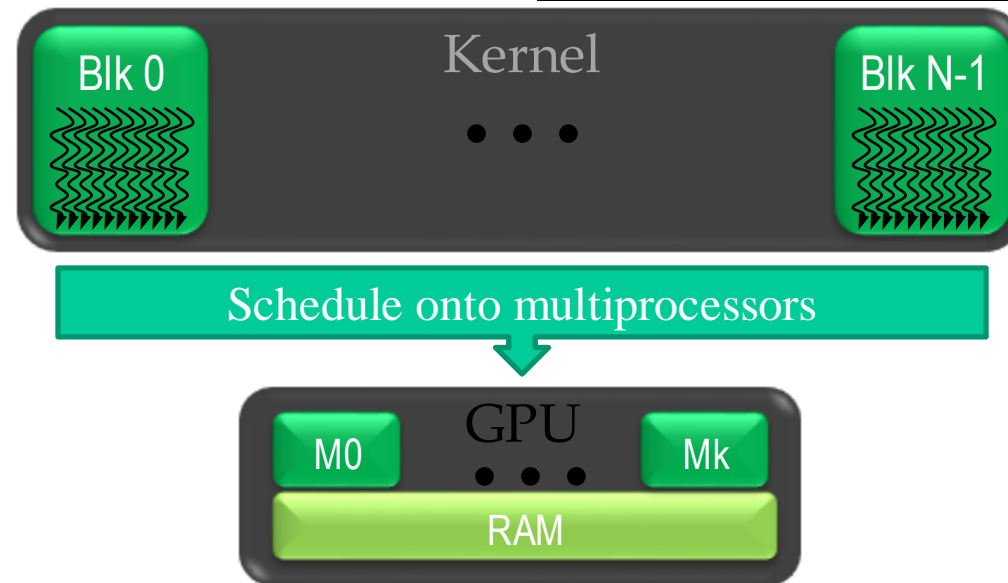 Kernel
Blk 0
Blk N-1
• • •
Schedule onto multiprocessors
GPU
M0
Mk
• • •
RAM